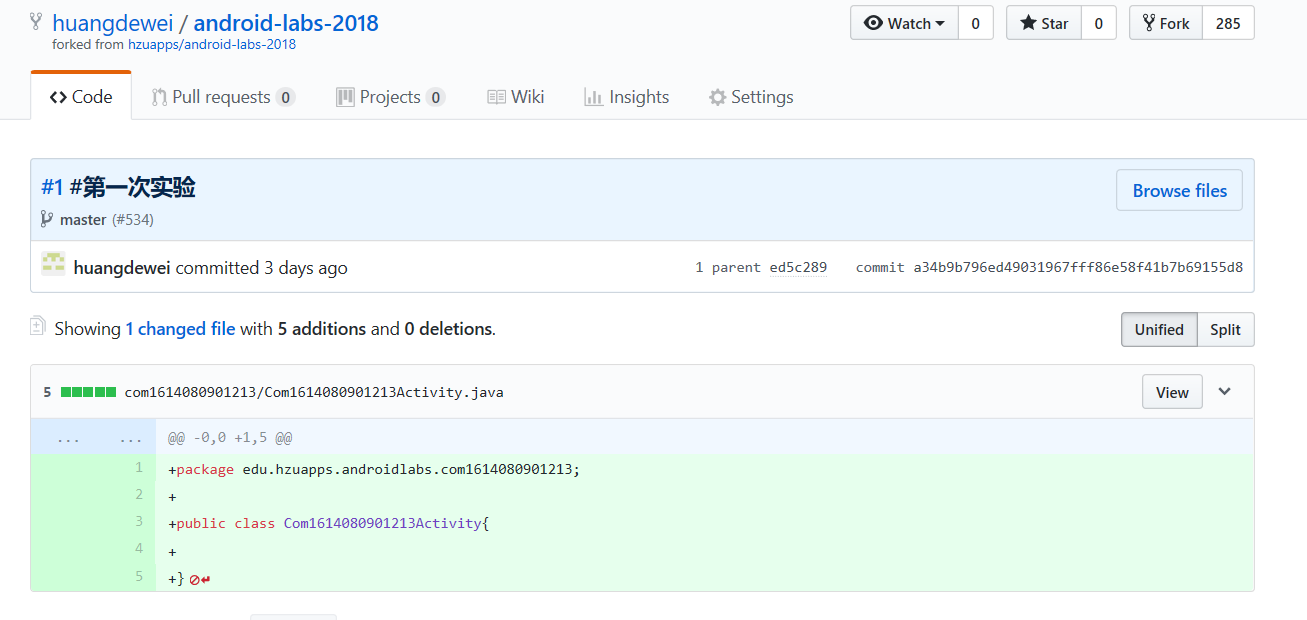 huangdewei / android-labs-2018
forked from hzuapps/android-labs-2018
Watch 0 Star 0 Fork 285
Code Pull requests 0 Projects 0 Wiki Insights Settings
#1 #第一次实验
Browse files
master (#534)
huangdewei committed 3 days ago 1 parent ed5c289 commit a34b9b796ed49031967fff86e58f41b7b69155d8
Showing 1 changed file with 5 additions and 0 deletions. Unified Split
5 com1614080901213/Com1614080901213Activity.java View
... ... @@ -0,0 +1,5 @@
1 +package edu.hzuapps.androidlabs.com1614080901213;
2 +
3 +public class Com1614080901213Activity{
4 +
5 +}